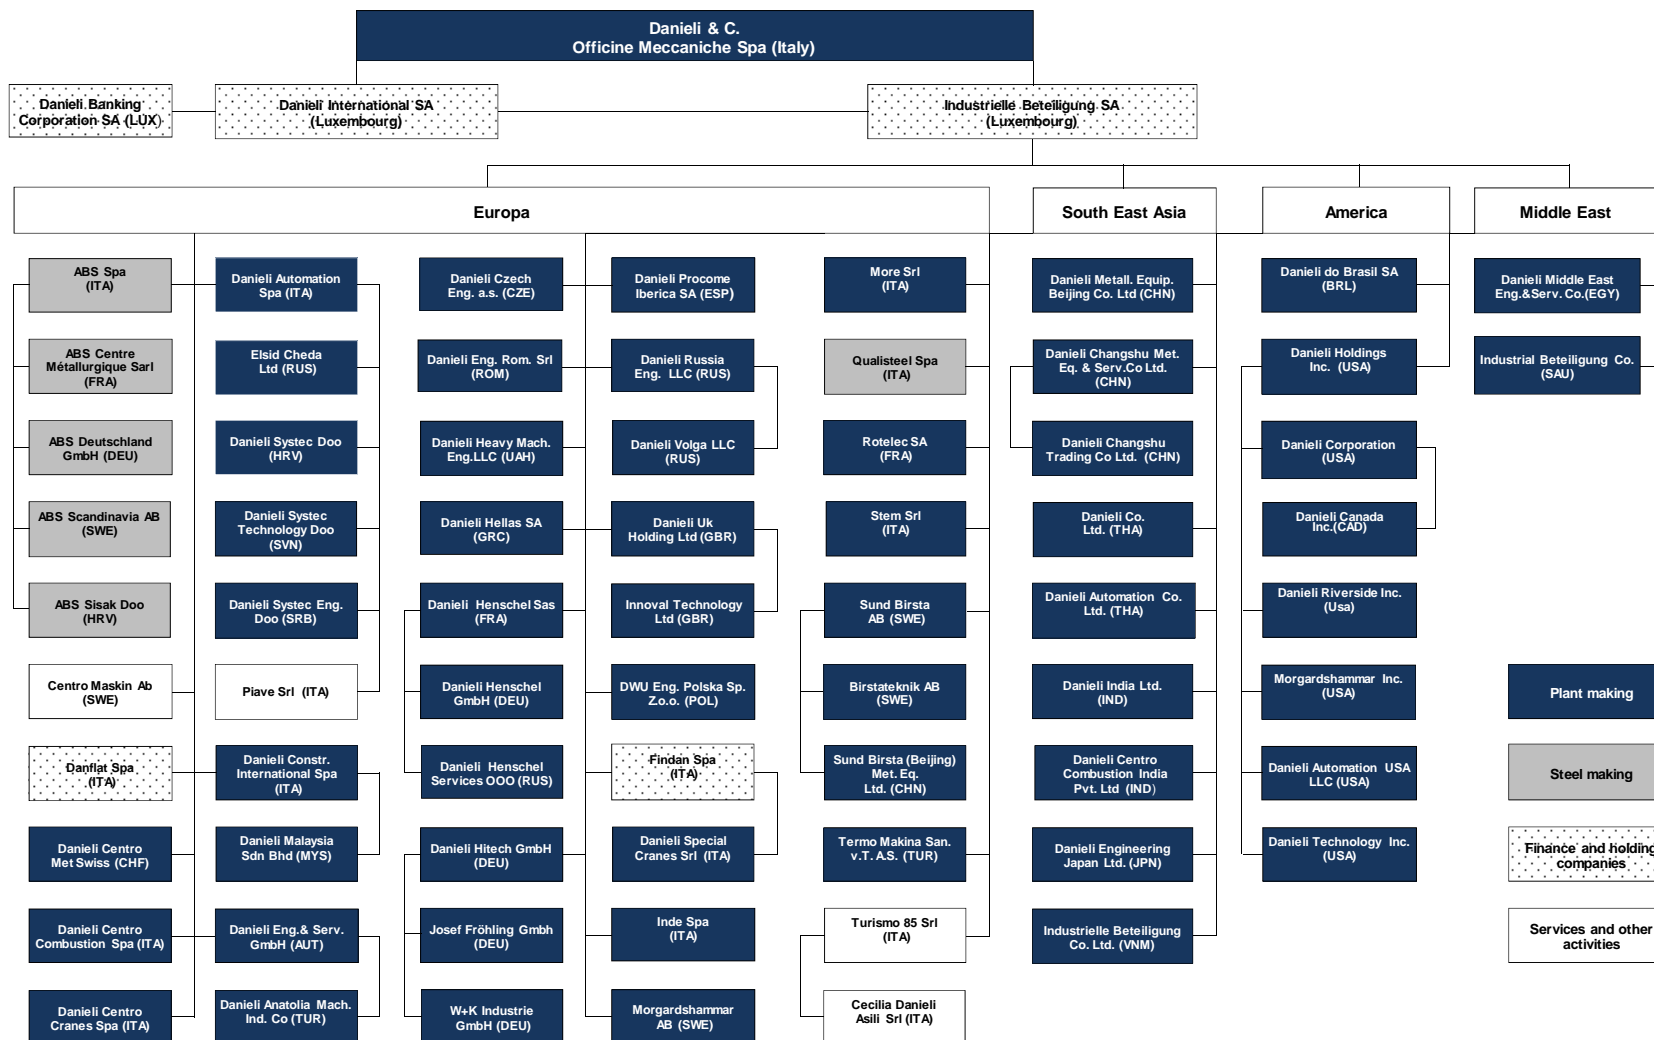 Danieli & C.
Officine Meccaniche Spa (Italy)
Danieli Banking
Corporation SA (LUX)
Danieli International SA
(Luxembourg)
Industrielle Beteiligung SA
(Luxembourg)
Europa
South East Asia
America
Middle East
ABS Spa
(ITA)
ABS Centre
Métallurgique Sarl
(FRA)
ABS Deutschland
GmbH (DEU)
ABS Scandinavia AB
(SWE)
ABS Sisak Doo
(HRV)
Centro Maskin Ab
(SWE)
Danflat Spa
(ITA)
Danieli Centro
Met Swiss (CHF)
Danieli Centro
Combustion Spa (ITA)
Danieli Centro
Cranes Spa (ITA)
Danieli Automation
Spa (ITA)
Elsid Cheda
Ltd (RUS)
Danieli Systec Doo
(HRV)
Danieli Systec
Technology Doo
(SVN)
Danieli Systec Eng.
Doo (SRB)
Piave Srl (ITA)
Danieli Constr.
International Spa
(ITA)
Danieli Malaysia
Sdn Bhd (MYS)
Danieli Eng.& Serv.
GmbH (AUT)
Danieli Anatolia Mach.
Ind. Co (TUR)
Danieli Czech
Eng. a.s. (CZE)
Danieli Eng. Rom. Srl
(ROM)
Danieli Heavy Mach.
Eng.LLC (UAH)
Danieli Hellas SA
(GRC)
Danieli Henschel Sas
(FRA)
Danieli Henschel
GmbH (DEU)
Danieli Henschel
Services OOO (RUS)
Danieli Hitech GmbH
(DEU)
Josef Fröhling Gmbh
(DEU)
W+K Industrie
GmbH (DEU)
Danieli Procome
Iberica SA (ESP)
Danieli Russia
Eng. LLC (RUS)
Danieli Volga LLC
(RUS)
Danieli Uk
Holding Ltd (GBR)
Innoval Technology
Ltd (GBR)
DWU Eng. Polska Sp.
Z.o.o. (POL)
Findan Spa
(ITA)
Danieli Special
Cranes Srl (ITA)
Inde Spa
(ITA)
Morgardshammar
AB (SWE)
More Srl
(ITA)
Qualisteel Spa
(ITA)
Rotelec SA
(FRA)
Stem Srl
(ITA)
Sund Birsta
AB (SWE)
Birstateknik AB
(SWE)
Sund Birsta (Beijing)
Met. Eq.
Ltd. (CHN)
Termo Makina San.
v.T. A.S. (TUR)
Turismo 85 Srl
(ITA)
Cecilia Danieli
Asili Srl (ITA)
Danieli Metall. Equip.
Beijing Co. Ltd (CHN)
Danieli Changshu Met.
Eq. & Serv.Co Ltd.
(CHN)
Danieli Changshu
Trading Co Ltd. (CHN)
Danieli Co.
Ltd. (THA)
Danieli Automation Co.
Ltd. (THA)
Danieli India Ltd.
(IND)
Danieli Centro
Combustion India
Pvt. Ltd (IND)
Danieli Engineering
Japan Ltd. (JPN)
Industrielle Beteiligung
Co. Ltd. (VNM)
Danieli do Brasil SA
(BRL)
Danieli Holdings
Inc. (USA)
Danieli Corporation
(USA)
Danieli Canada
Inc.(CAD)
Danieli Riverside Inc.
(Usa)
Morgardshammar Inc.
(USA)
Danieli Automation USA
LLC (USA)
Danieli Technology Inc.
(USA)
Danieli Middle East
Eng.&Serv. Co.(EGY)
Industrial Beteiligung Co.
(SAU)
Plant making
Steel making
Finance and holding
companies
Services and other
activities